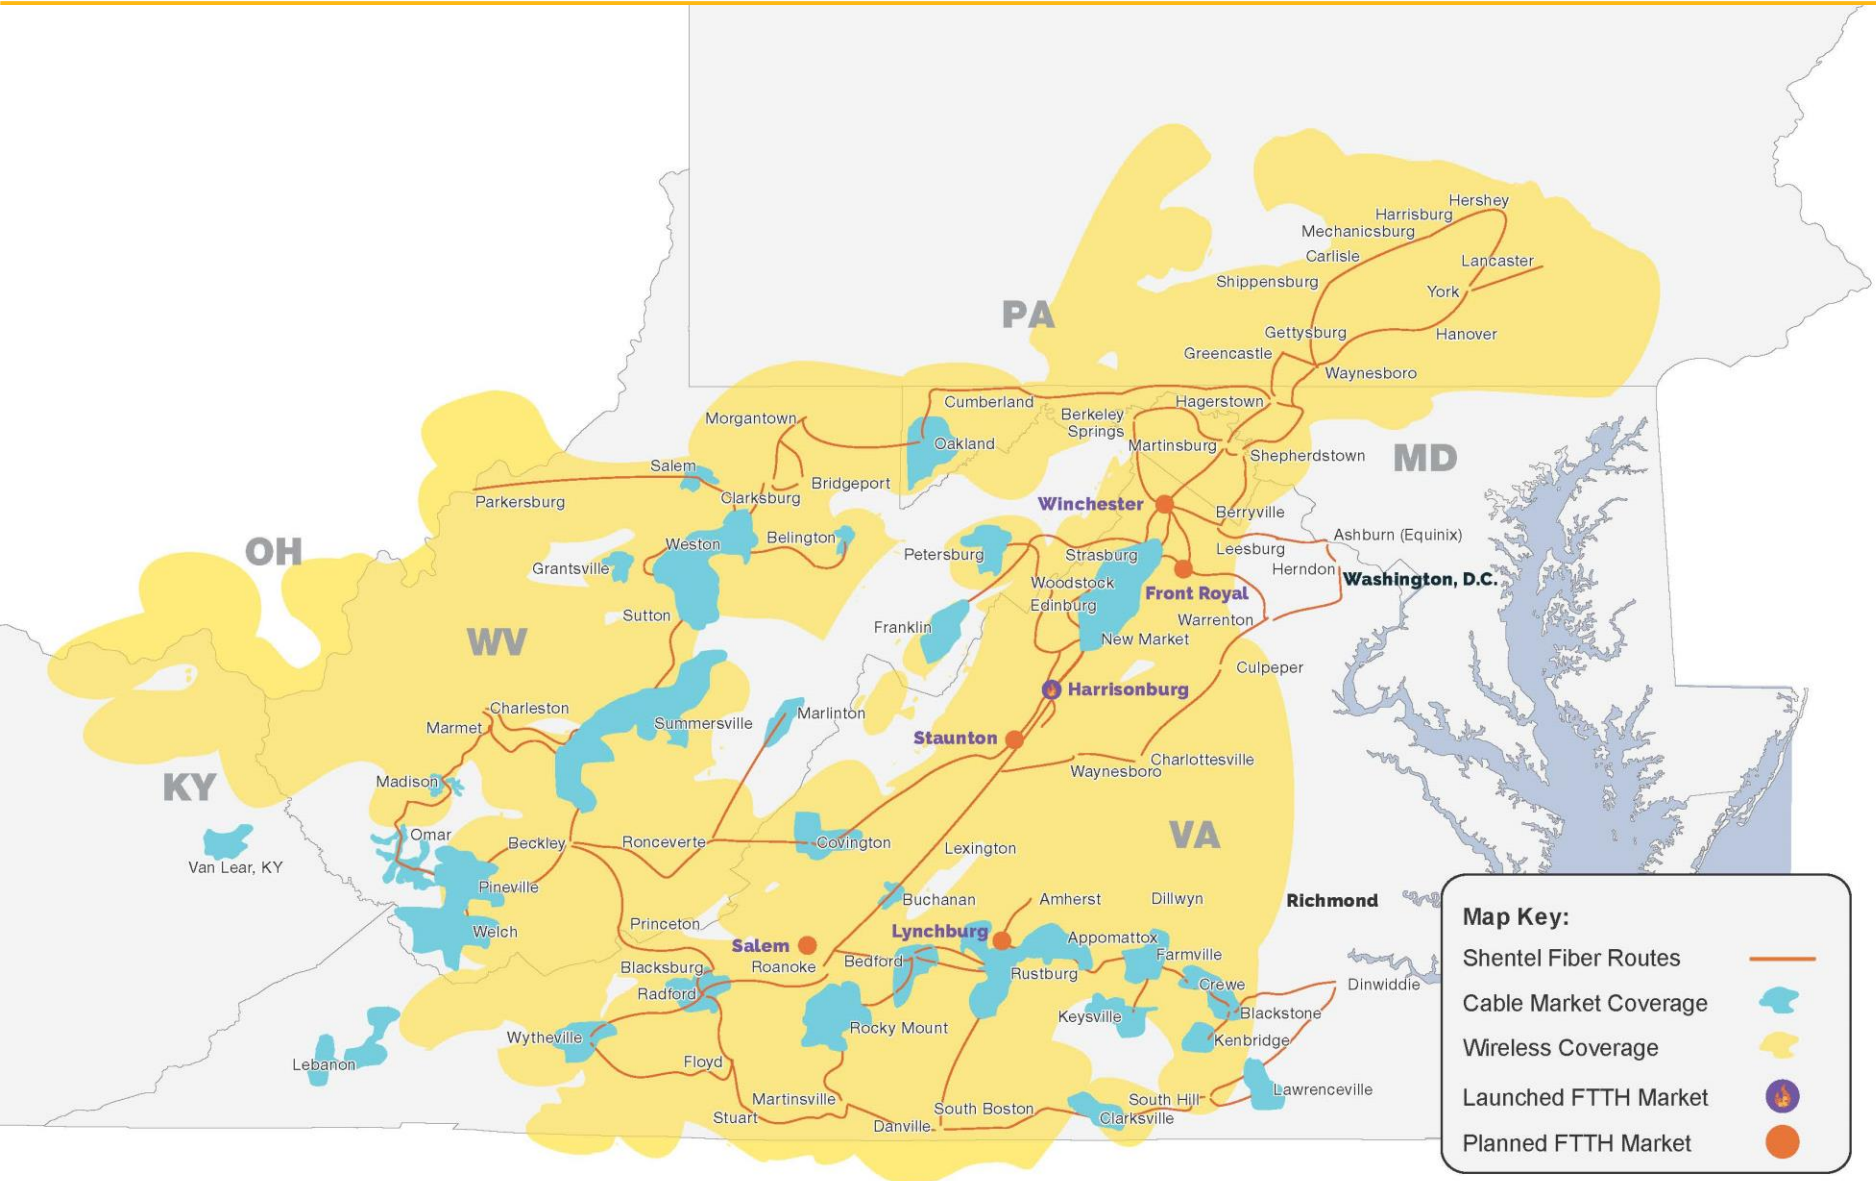 Hershey
Harrisburg
Mechanicsburg
Carlisle
Lancaster
Shippensburg
York
PA
Gettysburg
Hanover
Greencastle
Waynesboro
Cumberland
Hagerstown
Berkeley
Springs
Morgantown
Oakland
Martinsburg
Shepherdstown
MD
Salem
Bridgeport
Parkersburg
Clarksburg
Winchester
Berryville
OH
Weston
Belington
Petersburg
Strasburg
Leesburg
Ashburn (Equinix)
Grantsville
Herndon
Washington, D.C.
Woodstock
Front Royal
Edinburg
Sutton
Franklin
Warrenton
WV
New Market
Culpeper
Harrisonburg
Charleston
Marlinton
Marmet
Summersville
Staunton
Charlottesville
Waynesboro
KY
Madison
Omar
Beckley
Ronceverte
Covington
Lexington
VA
Van Lear, KY
Pineville
Buchanan
Amherst
Dillwyn
Richmond
Princeton
Welch
Salem
Lynchburg
Appomattox
Blacksburg
Roanoke
Bedford
Rustburg
Farmville
Radford
Crewe
Dinwiddie
Wytheville
Rocky Mount
Keysville
Blackstone
Kenbridge
Lebanon
Floyd
Lawrenceville
Martinsville
South Boston
South Hill
Stuart
Danville
Clarksville
Map Key:
Shentel Fiber Routes
Cable Market Coverage
Wireless Coverage
Launched FTTH Market
Planned FTTH Market